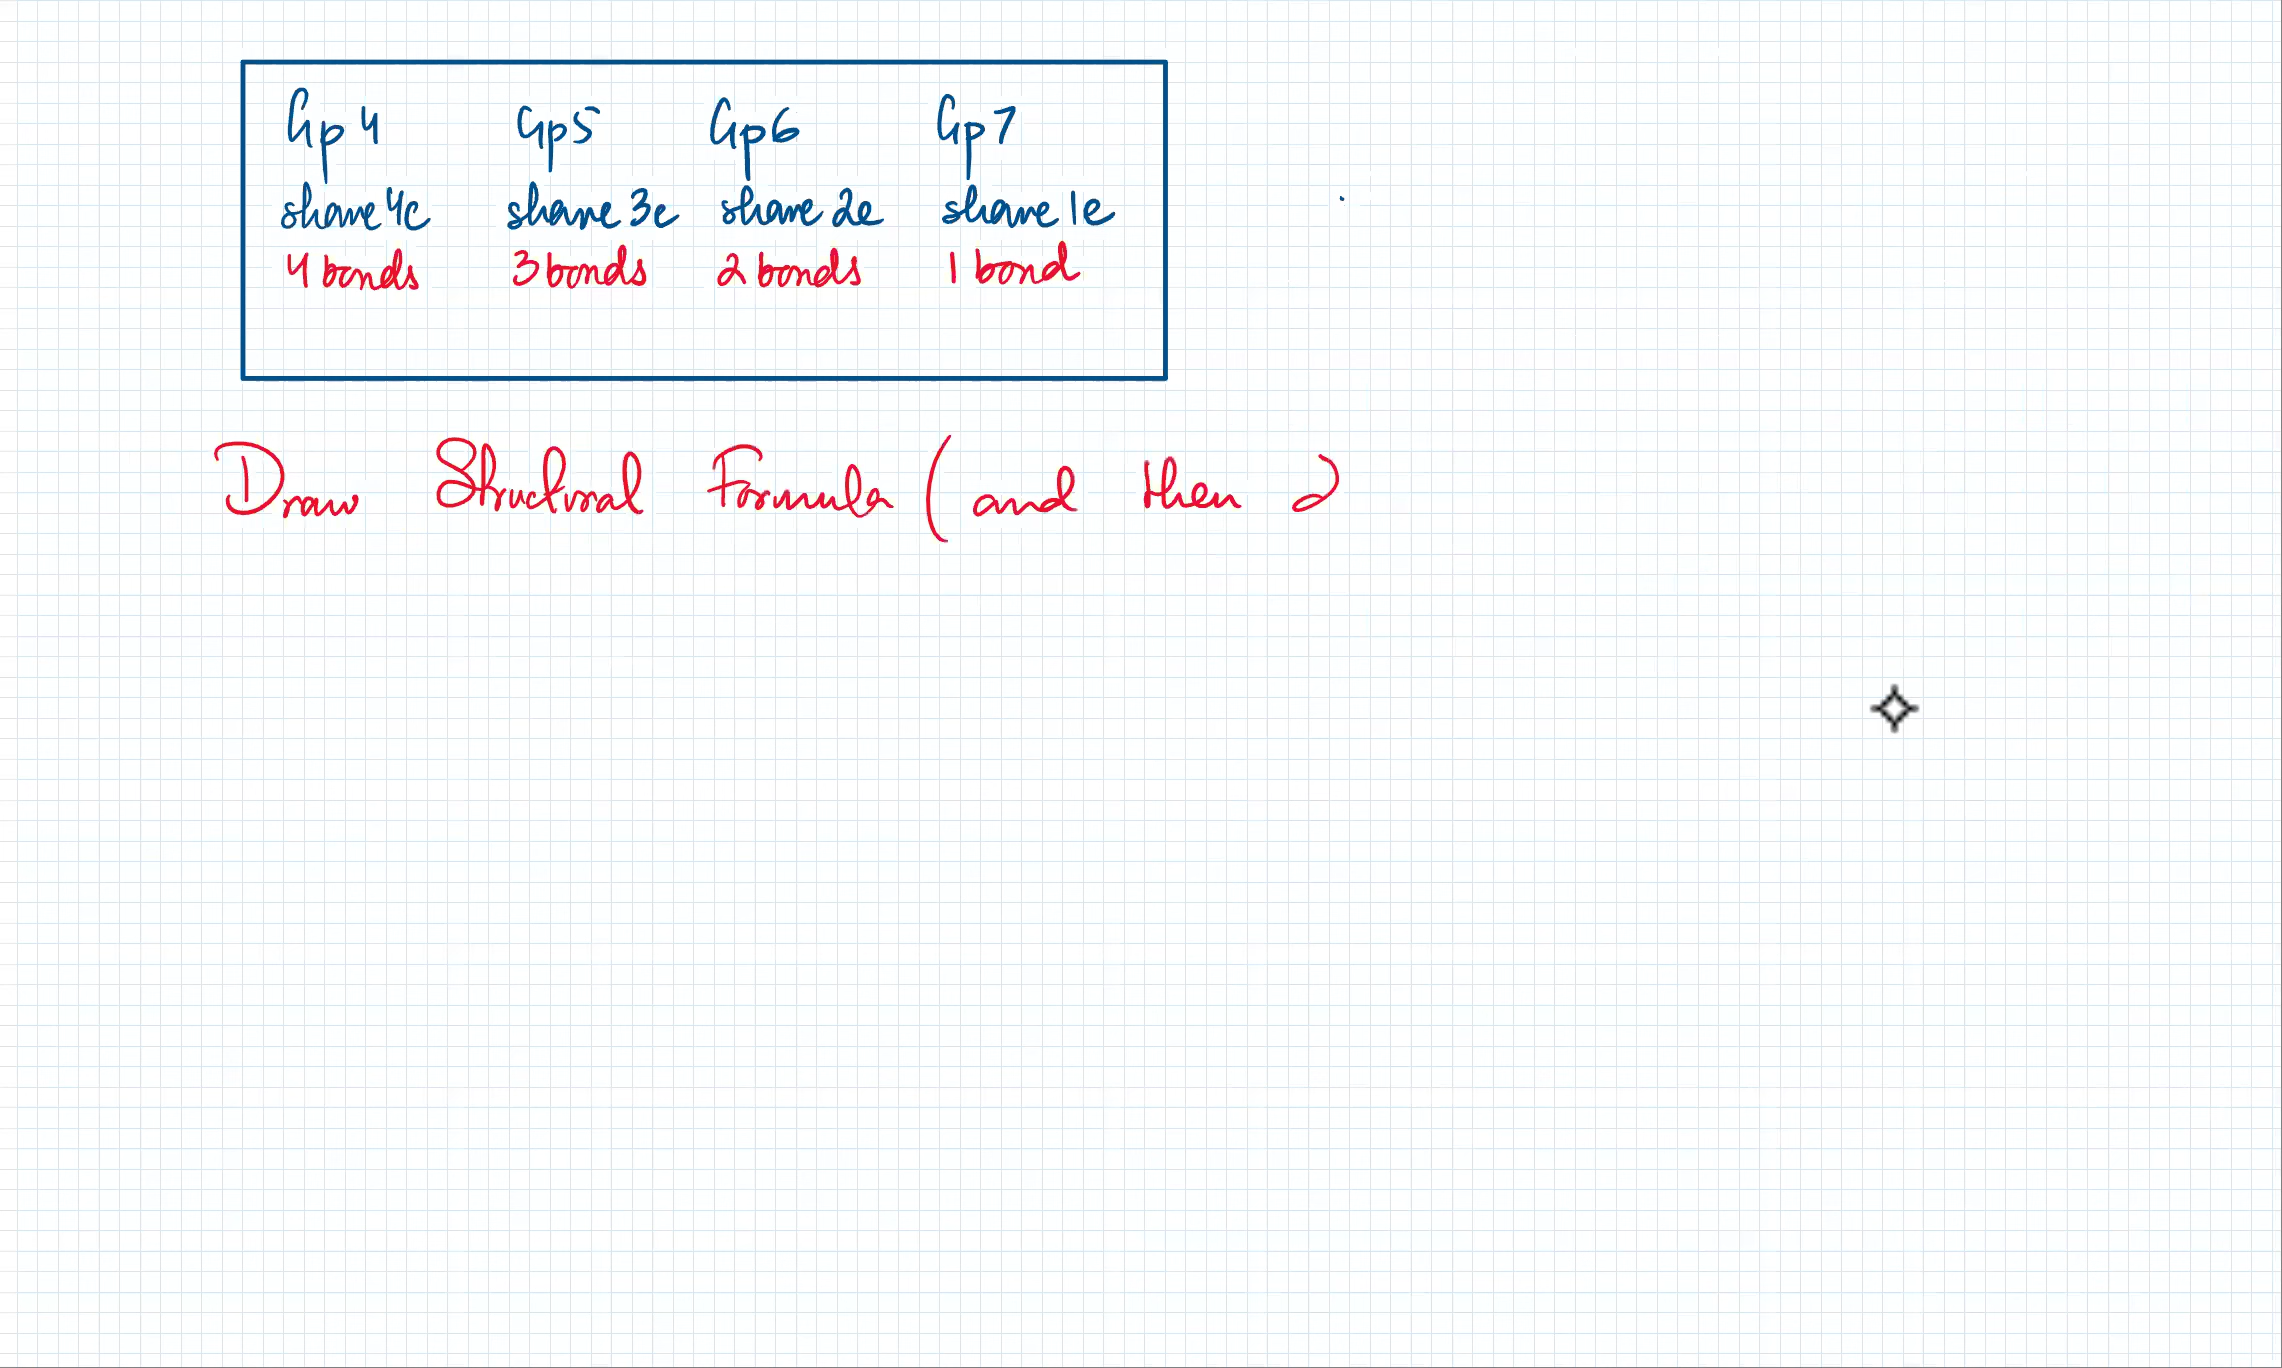 Gp 4 Gp5 Gp6 Gp7
share 4e share 3e share 2e share 1e
4 bonds 3 bonds 2 bonds 1 bond
Draw Structural Formula ( and then